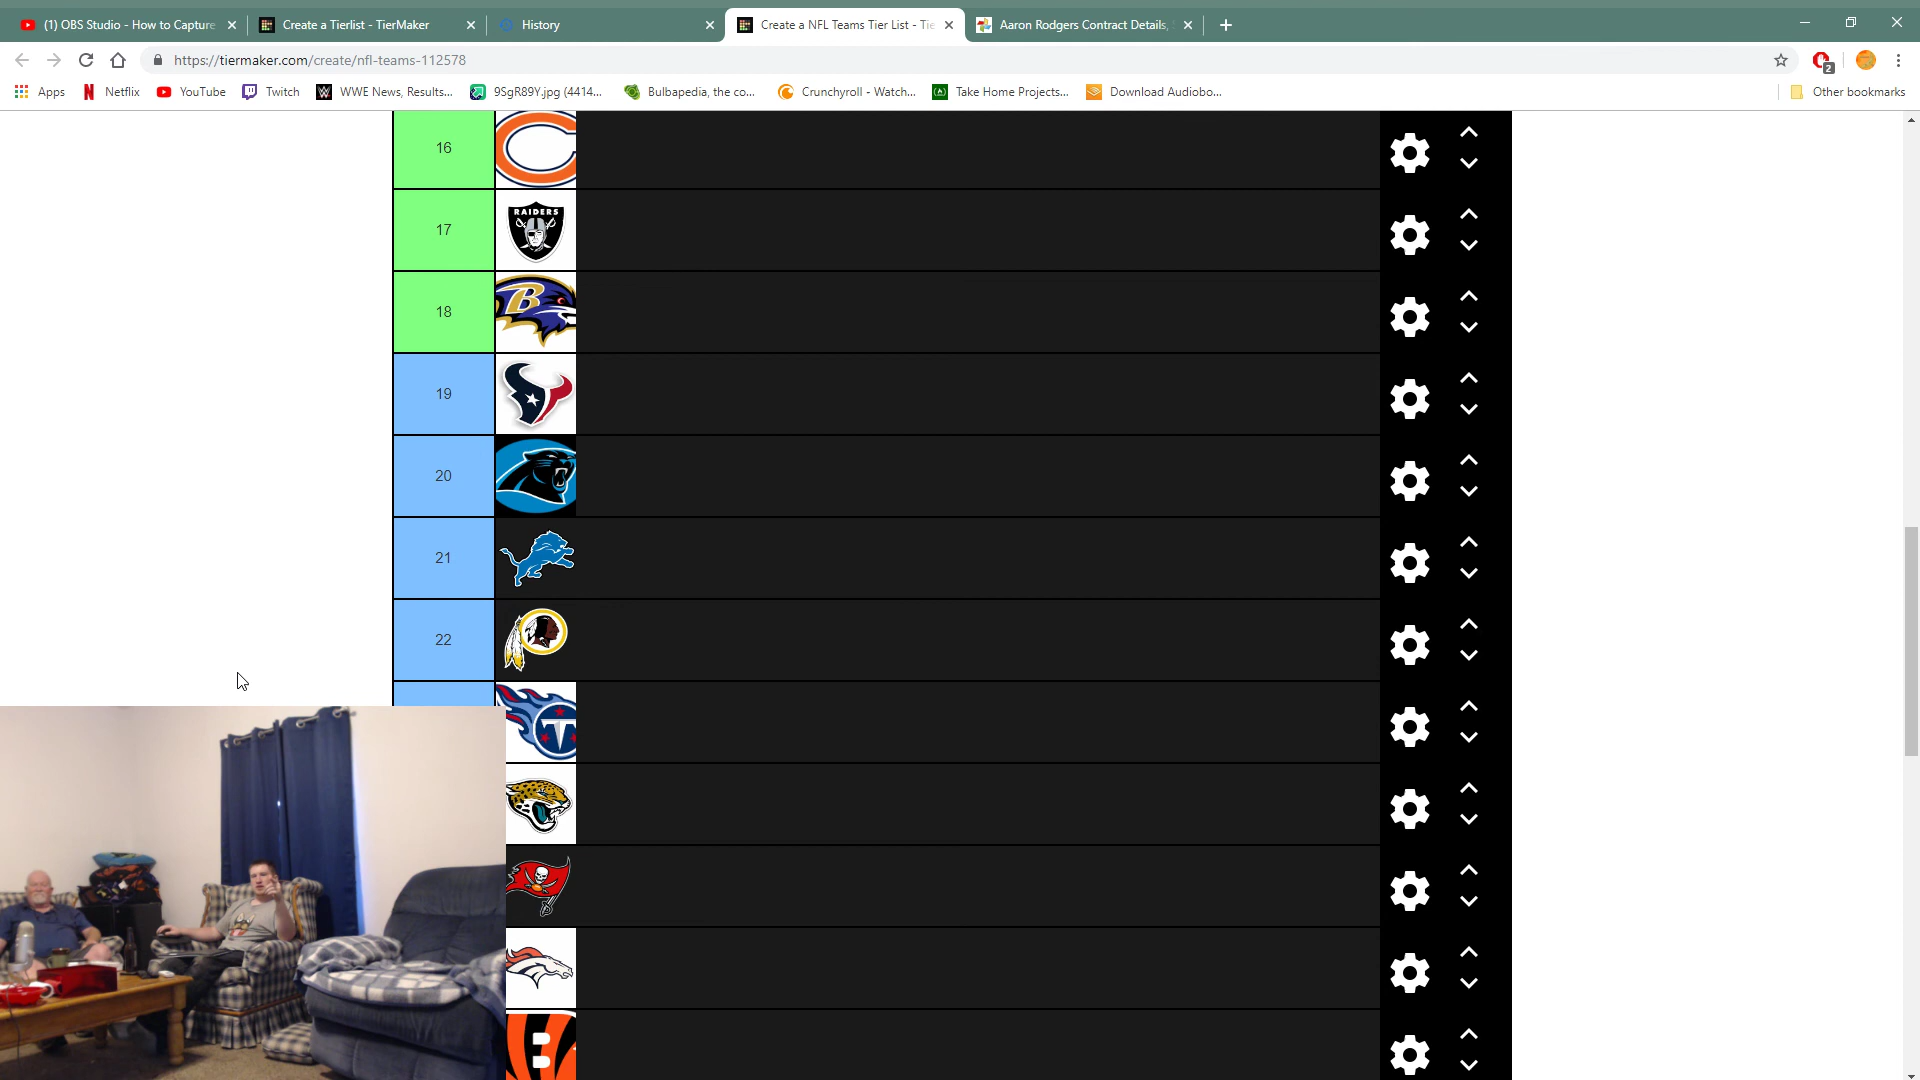 (1) OBS Studio - How to Capture
Create a Tierlist - TierMaker
History
Create a NFL Teams Tier List - Tie
Aaron Rodgers Contract Details,
https://tiermaker.com/create/nfl-teams-112578
2
Apps
Netflix
YouTube
Twitch
WWE News, Results...
9SgR89Y.jpg (4414...
Bulbapedia, the co...
Crunchyroll - Watch...
Take Home Projects...
Download Audiobo...
Other bookmarks
16
17
RAIDERS
18
B
19
20
21
22
T